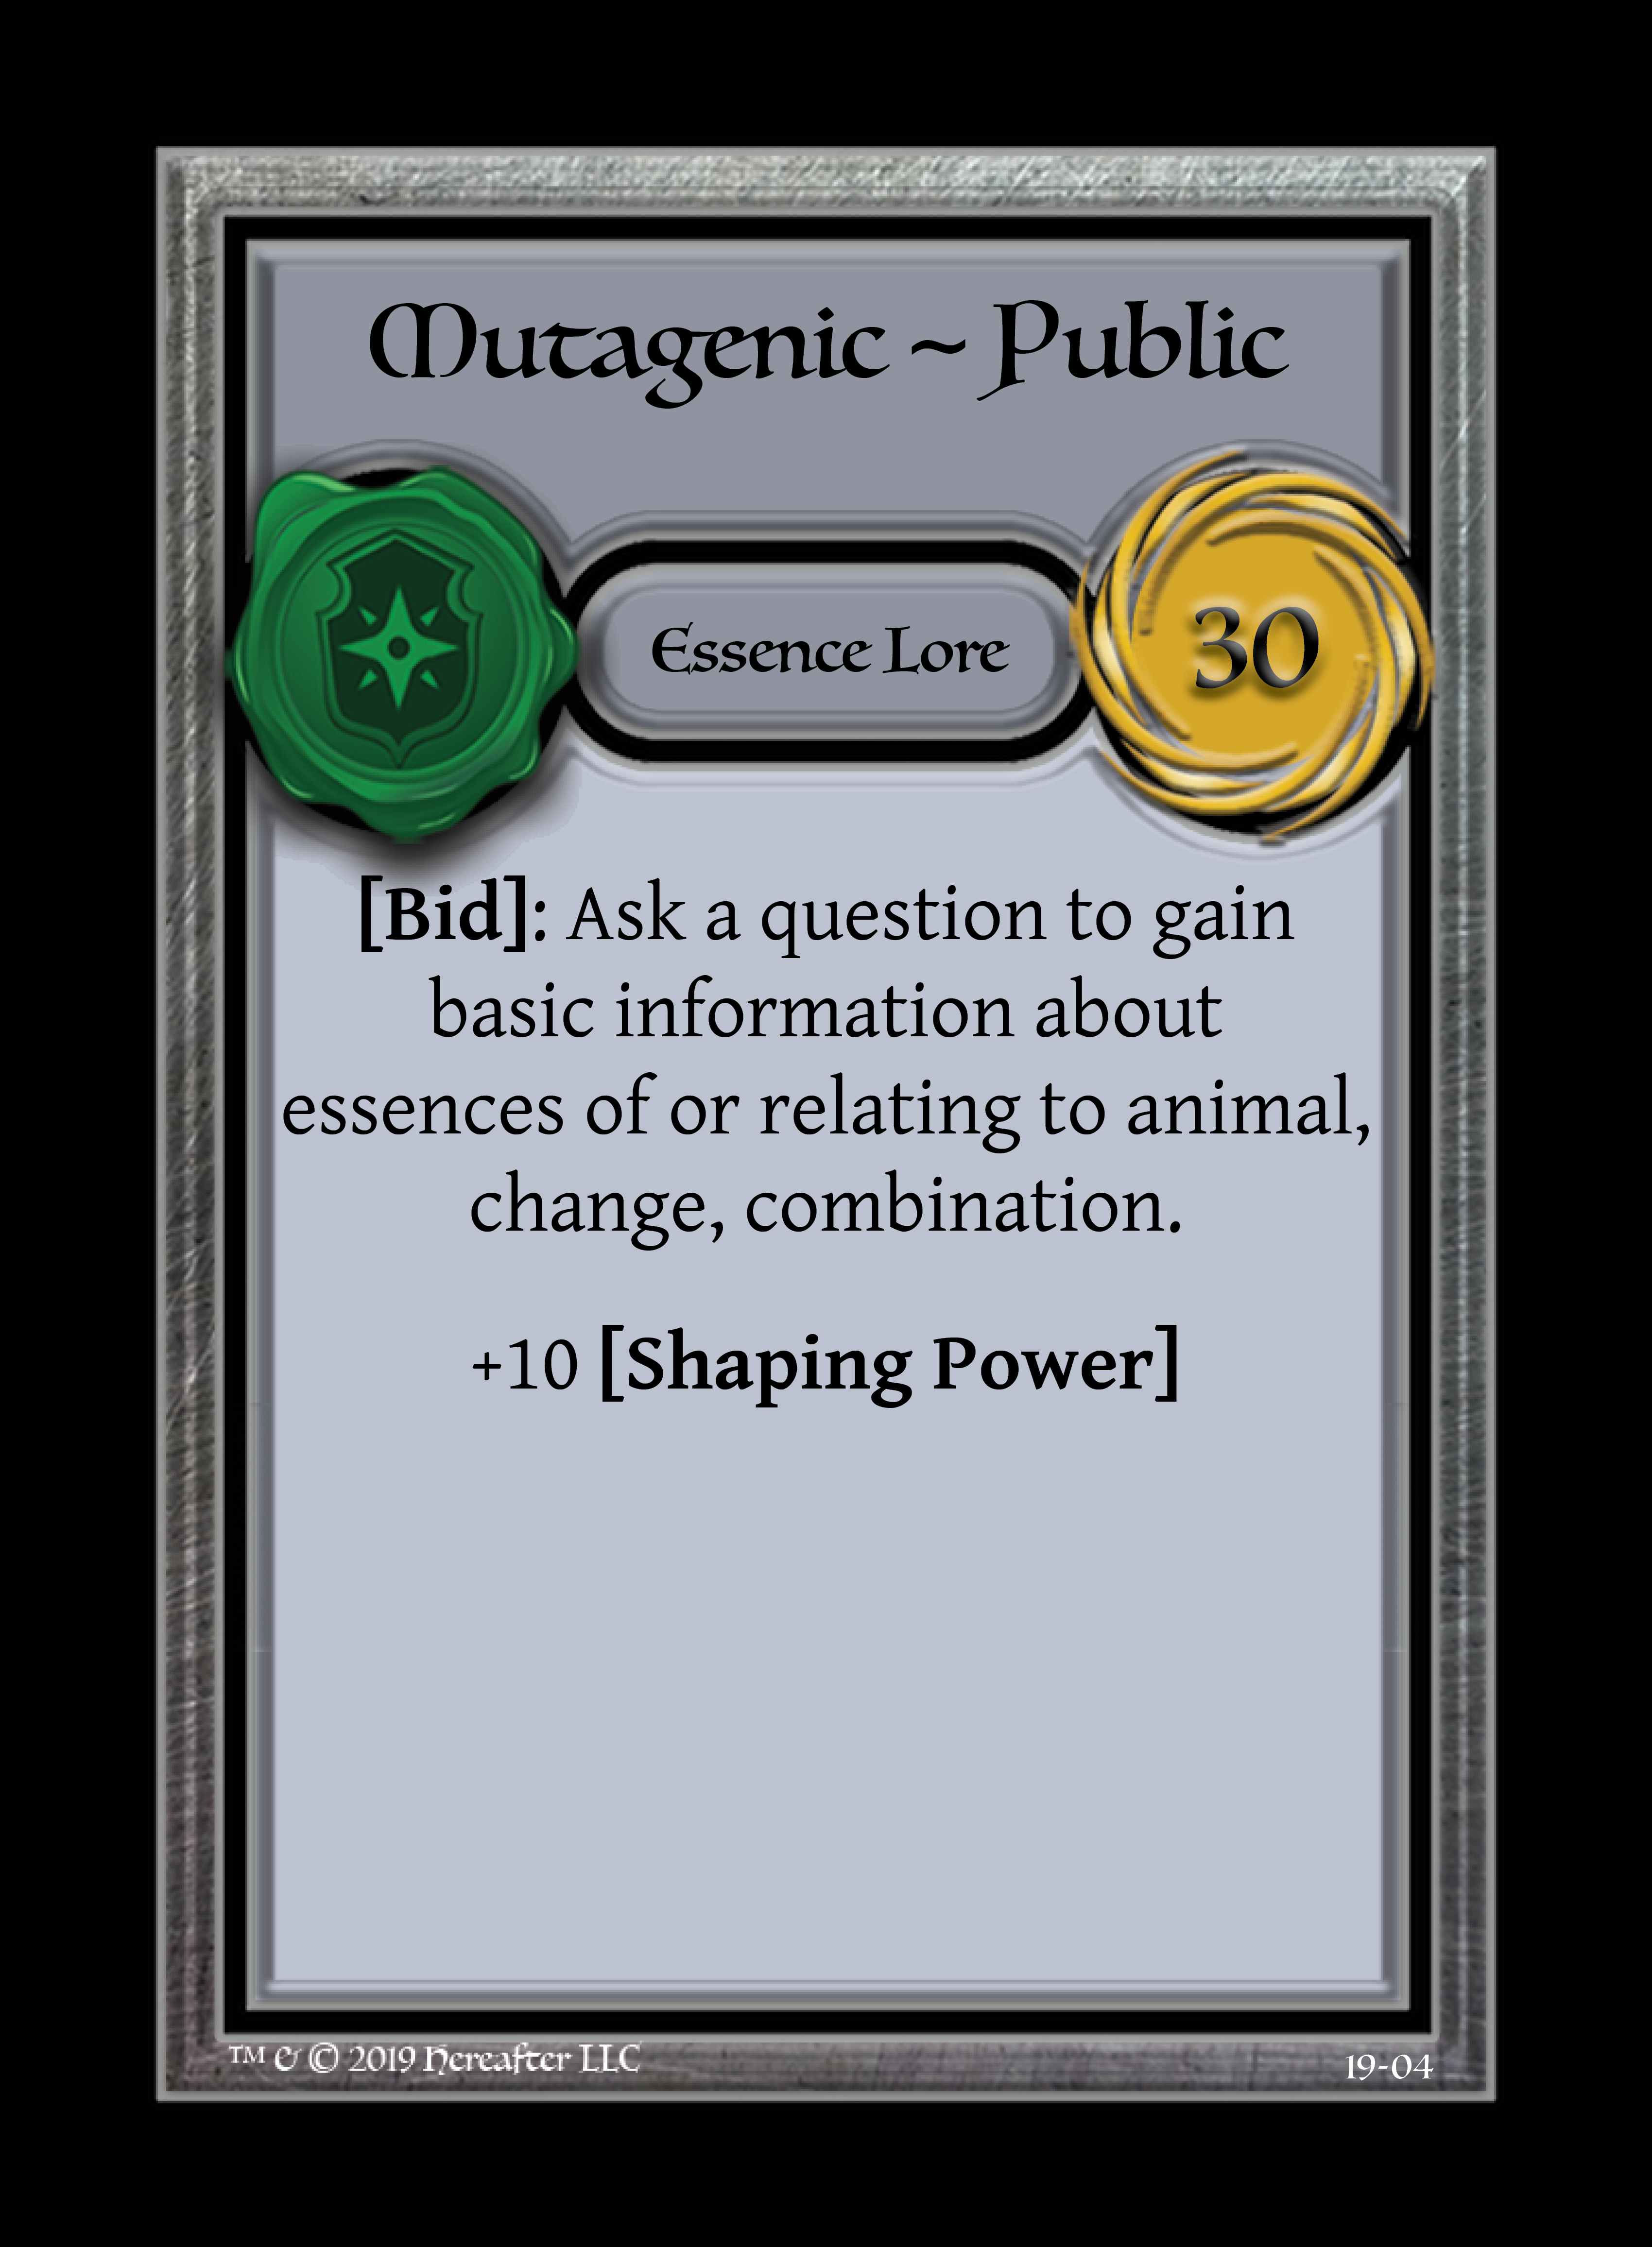 Mutagenic ~ Public
Essence Lore
30
[Bid]: Ask a question to gain
basic information about
essences of or relating to animal,
change, combination.
+10 [Shaping Power]
™ & © 2019 Hereafter LLC
19-04